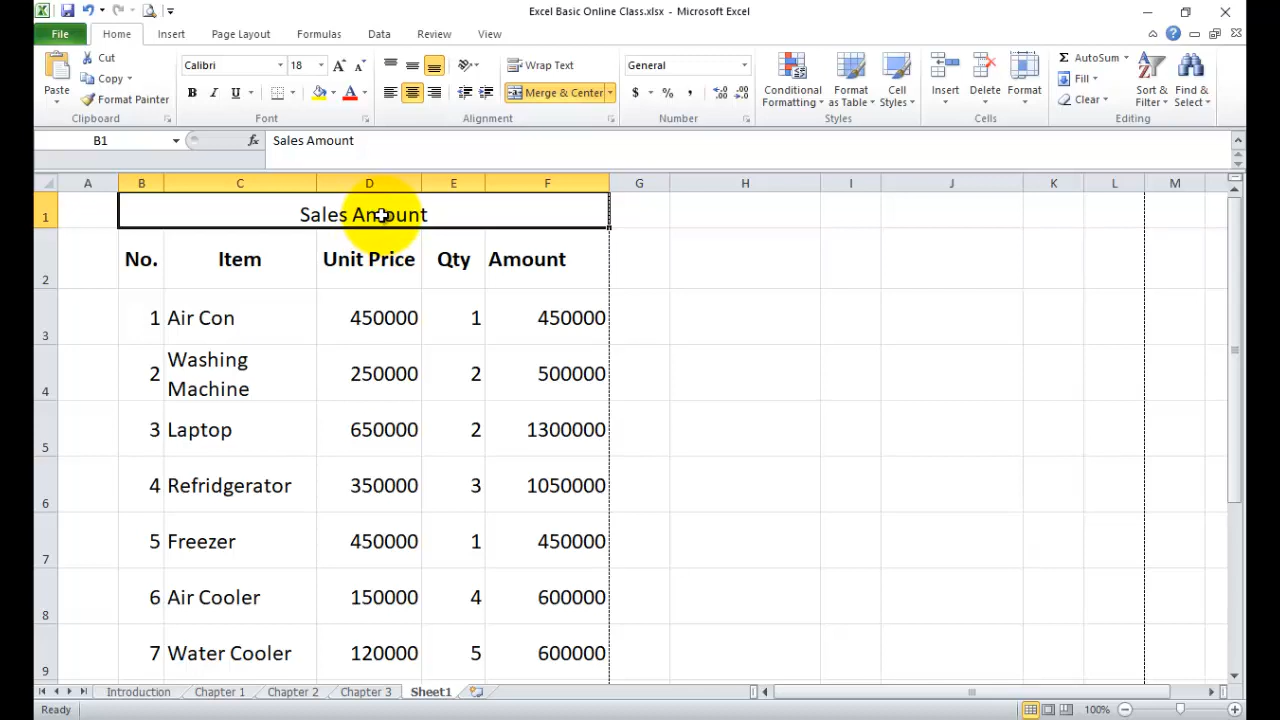 Excel Basic Online Class.xlsx - Microsoft Excel
File Home Insert Page Layout Formulas Data Review View
Cut
Copy
Format Painter
Paste
Clipboard
Calibri 18
B I U
Font
Wrap Text
Merge & Center
Alignment
General
$ % ,
Number
Conditional Formatting
Format as Table
Cell Styles
Styles
Insert Delete Format
Cells
AutoSum
Fill
Clear
Sort & Filter
Find & Select
Editing
B1 fx Sales Amount
A B C D E F G H I J K L M
1 Sales Amount
2 No. Item Unit Price Qty Amount
3 1 Air Con 450000 1 450000
4 2 Washing Machine 250000 2 500000
5 3 Laptop 650000 2 1300000
6 4 Refridgerator 350000 3 1050000
7 5 Freezer 450000 1 450000
8 6 Air Cooler 150000 4 600000
9 7 Water Cooler 120000 5 600000
Introduction Chapter 1 Chapter 2 Chapter 3 Sheet1
Ready 100%